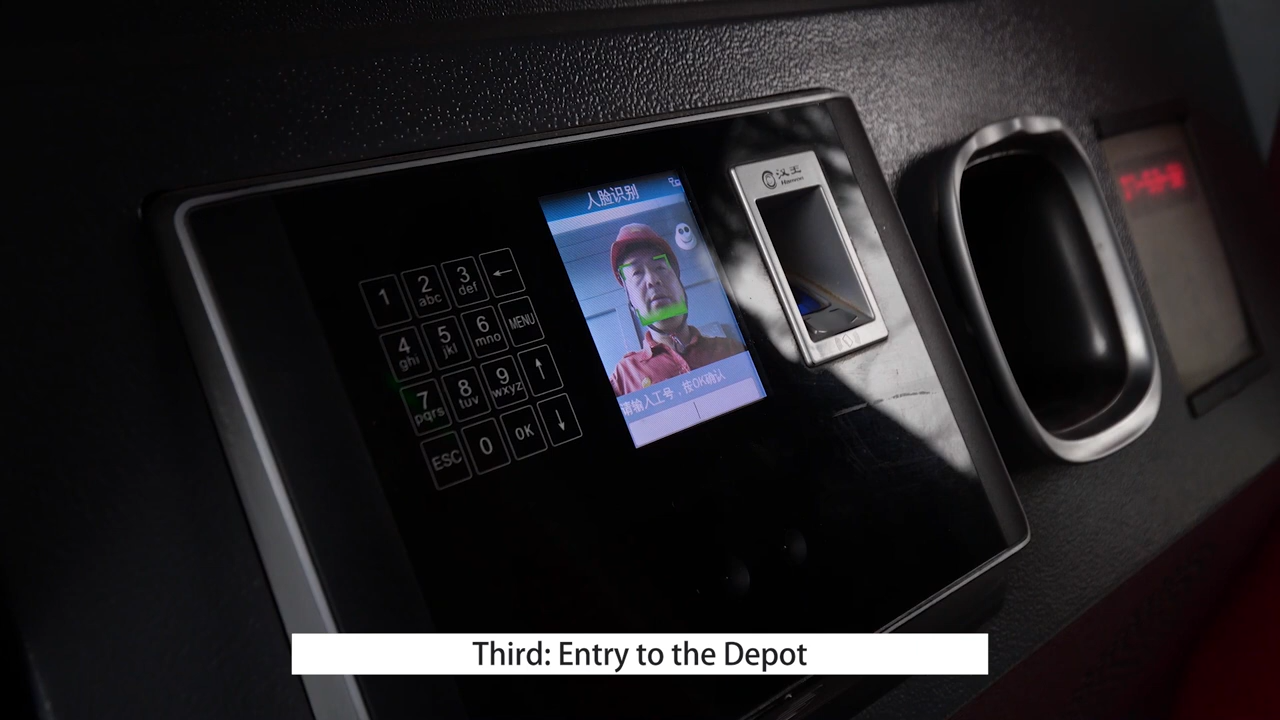 人脸识别
汉王
Hanwon
1
2 abc
3 def
←
4 ghi
5 jkl
6 mno
MENU
7 pqrs
8 tuv
9 wxyz
↑
ESC
0
OK
↓
请输入工号，按OK确认
Third: Entry to the Depot